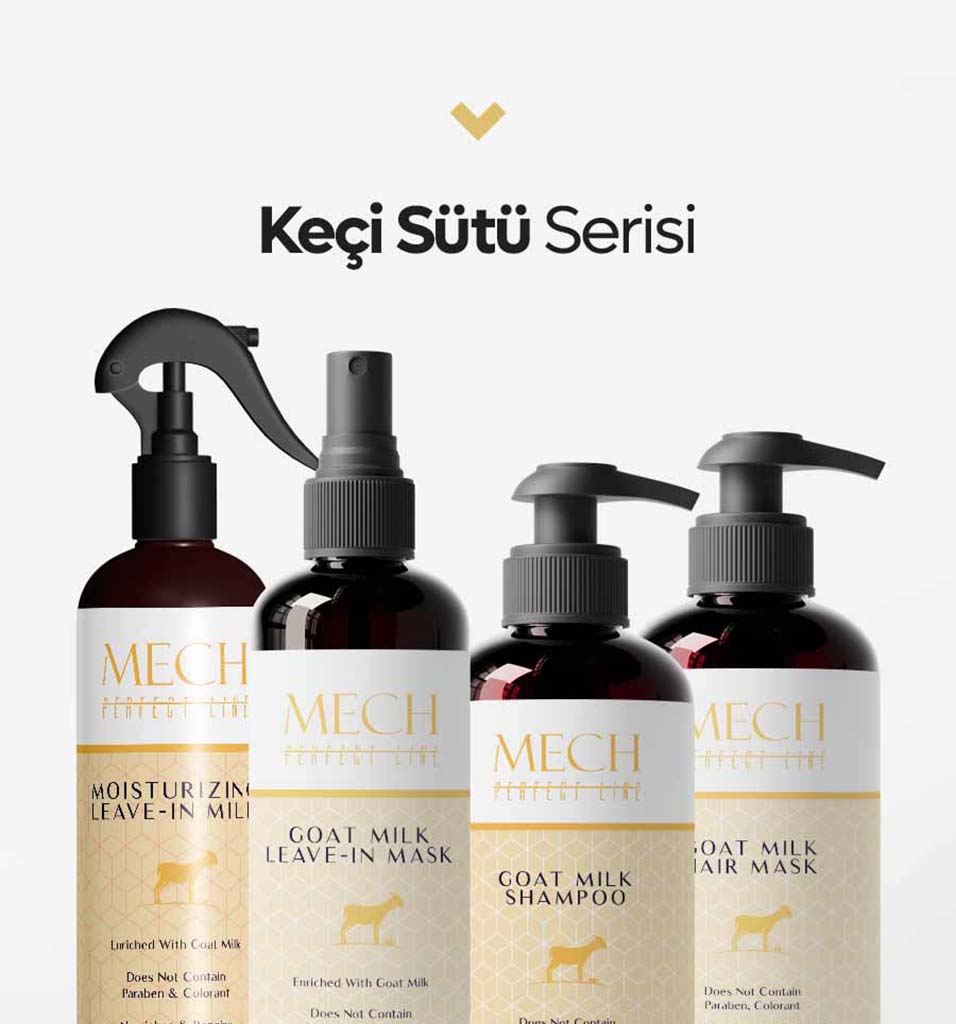 Keçi Sütü Serisi
MECH
PERFECT LINE
MOISTURIZING
LEAVE-IN MILK
Enriched With Goat Milk
Does Not Contain
Paraben & Colorant
MECH
PERFECT LINE
GOAT MILK
LEAVE-IN MASK
Enriched With Goat Milk
Does Not Contain
MECH
PERFECT LINE
GOAT MILK
SHAMPOO
Does Not Contain
MECH
PERFECT LINE
GOAT MILK
HAIR MASK
Does Not Contain
Paraben, Colorant